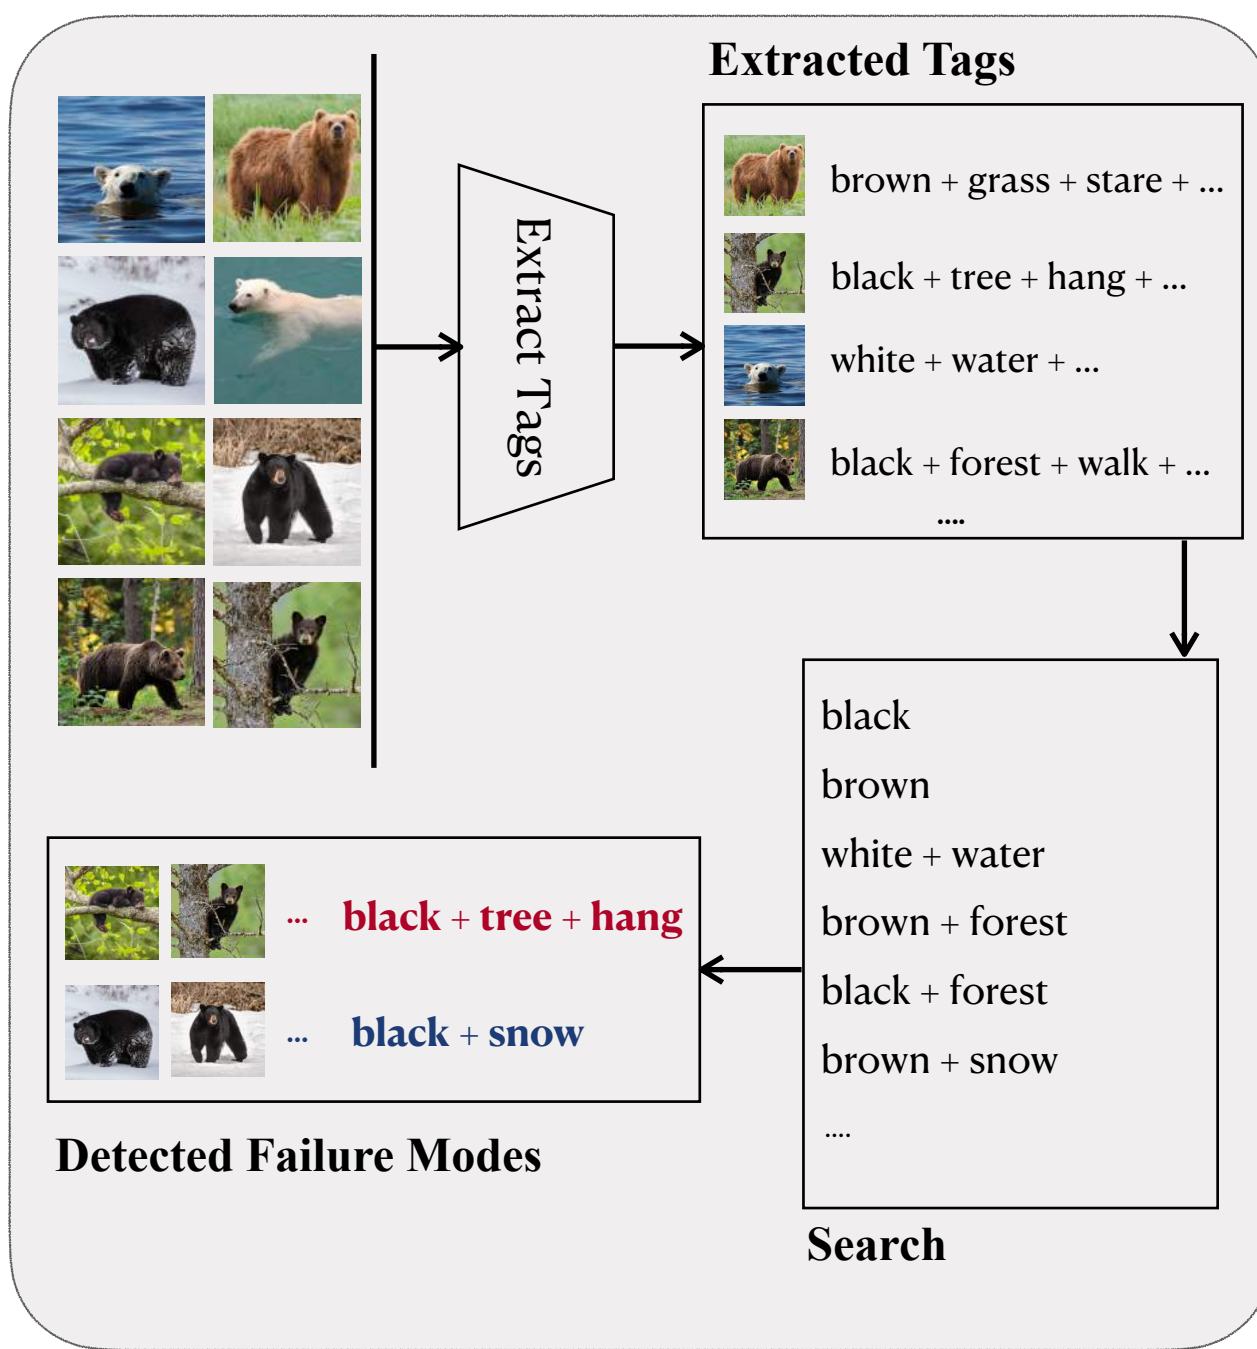 Extracted Tags
Extract Tags
brown + grass + stare + ...
black + tree + hang + ...
white + water + ...
black + forest + walk + ...
....
black
brown
white + water
brown + forest
black + forest
brown + snow
....
Search
... black + tree + hang
... black + snow
Detected Failure Modes